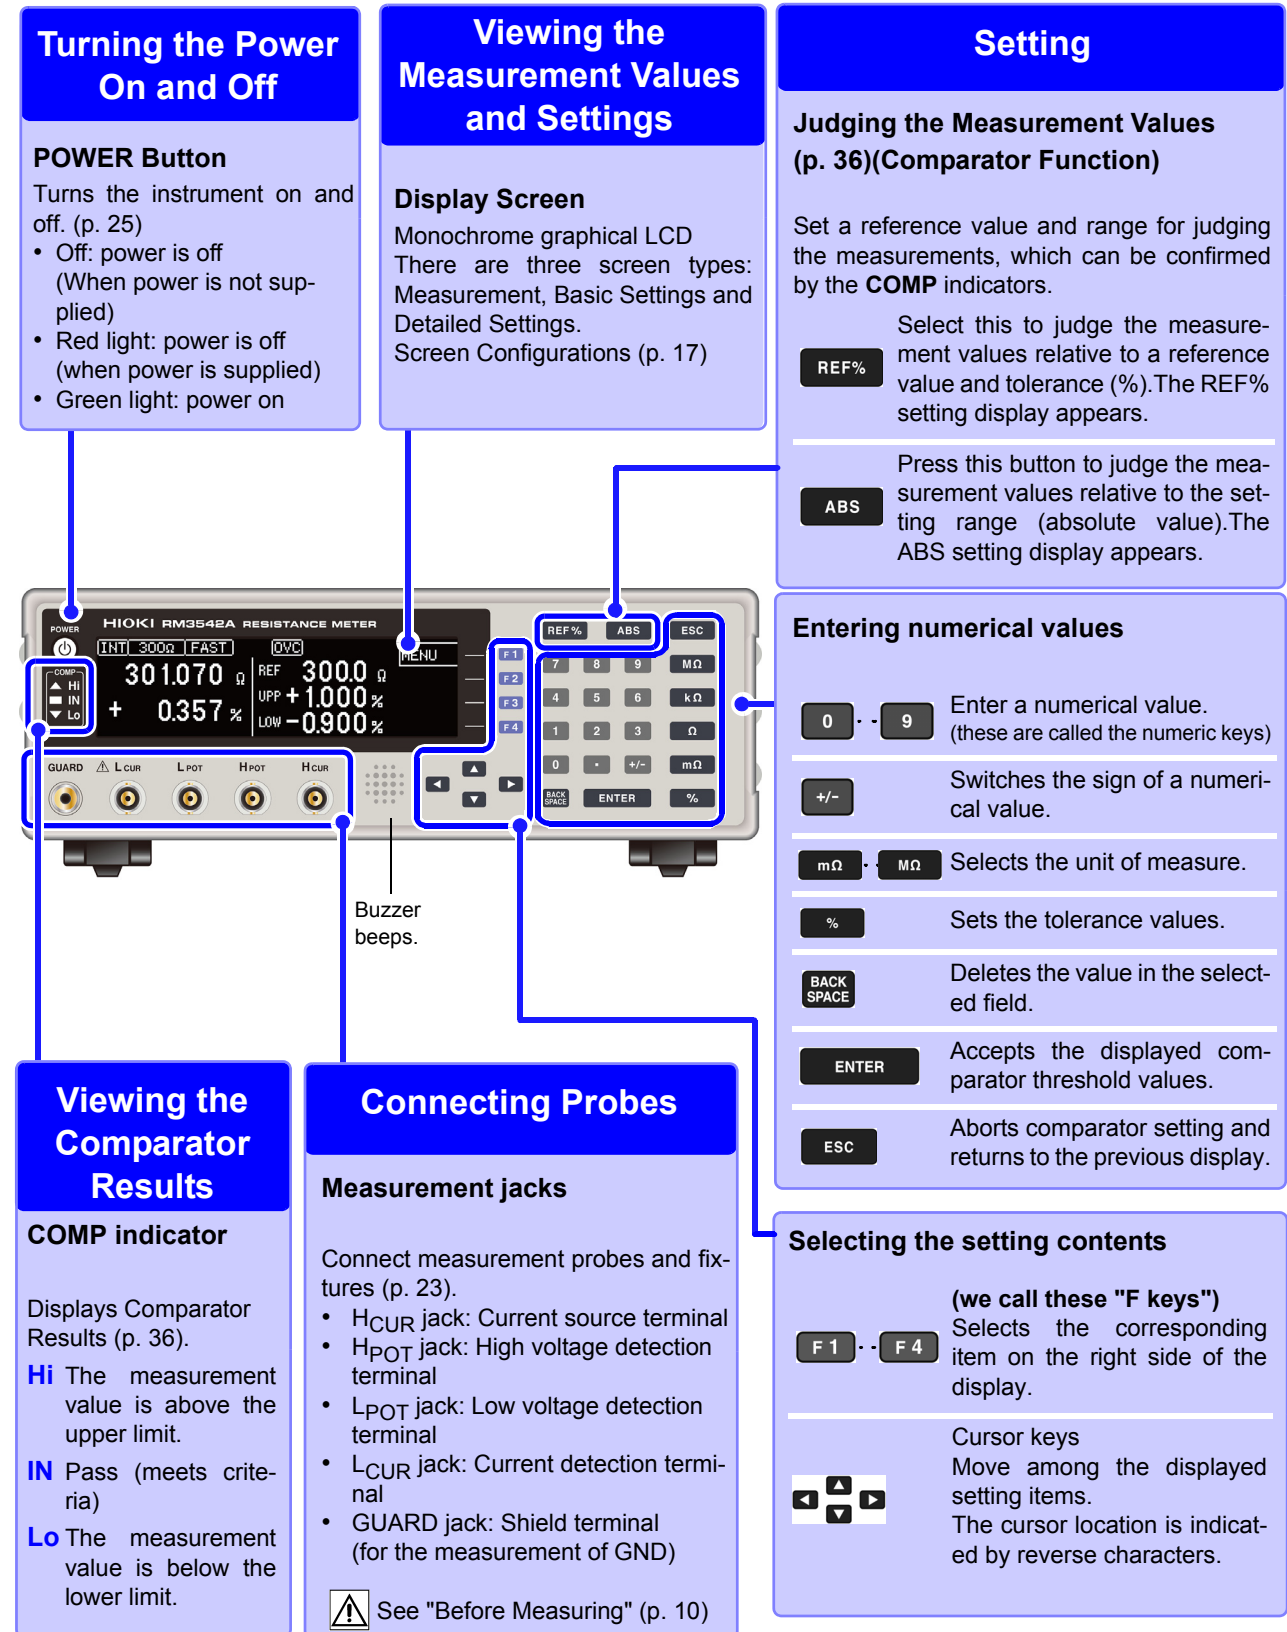 Turning the Power
On and Off
POWER Button
Turns the instrument on and
off. (p. 25)
• Off: power is off
(When power is not sup-
plied)
• Red light: power is off
(when power is supplied)
• Green light: power on
Viewing the
Measurement Values
and Settings
Display Screen
Monochrome graphical LCD
There are three screen types:
Measurement, Basic Settings and
Detailed Settings.
Screen Configurations (p. 17)
Setting
Judging the Measurement Values
(p. 36)(Comparator Function)
Set a reference value and range for judging
the measurements, which can be confirmed
by the COMP indicators.
REF%
Select this to judge the measure-
ment values relative to a reference
value and tolerance (%).The REF%
setting display appears.
ABS
Press this button to judge the mea-
surement values relative to the set-
ting range (absolute value).The
ABS setting display appears.
POWER
HIOKI RM3542A RESISTANCE METER
INT 300Ω FAST 0VC
MENU
301.070 Ω
REF 300.0 Ω
+ 0.357 %
UPP +1.000 %
LOW -0.900 %
COMP
Hi
IN
Lo
F 1
F 2
F 3
F 4
REF% ABS ESC
7 8 9 MΩ
4 5 6 kΩ
1 2 3 Ω
0 · +/- mΩ
BACK SPACE ENTER %
GUARD L CUR L POT H POT H CUR
Buzzer
beeps.
Entering numerical values
0 · · 9
Enter a numerical value.
(these are called the numeric keys)
+/−
Switches the sign of a numeri-
cal value.
mΩ · · MΩ Selects the unit of measure.
% Sets the tolerance values.
BACK
SPACE
Deletes the value in the select-
ed field.
ENTER
Accepts the displayed com-
parator threshold values.
ESC
Aborts comparator setting and
returns to the previous display.
Viewing the
Comparator
Results
COMP indicator
Displays Comparator
Results (p. 36).
Hi The measurement
value is above the
upper limit.
IN Pass (meets crite-
ria)
Lo The measurement
value is below the
lower limit.
Connecting Probes
Measurement jacks
Connect measurement probes and fix-
tures (p. 23).
• HCUR jack: Current source terminal
• HPOT jack: High voltage detection
terminal
• LPOT jack: Low voltage detection
terminal
• LCUR jack: Current detection termi-
nal
• GUARD jack: Shield terminal
(for the measurement of GND)
See "Before Measuring" (p. 10)
Selecting the setting contents
(we call these "F keys")
F 1 · · F 4
Selects the corresponding
item on the right side of the
display.
Cursor keys
Move among the displayed
setting items.
The cursor location is indicat-
ed by reverse characters.